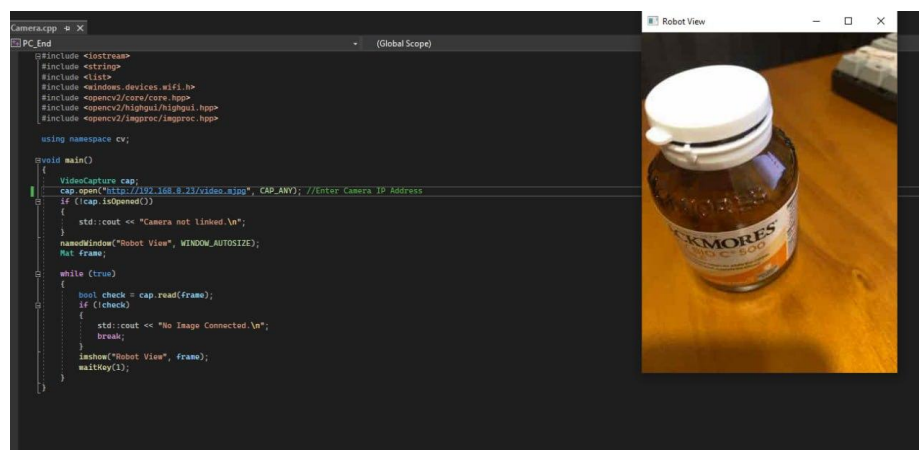 Camera.cpp
PC_End
(Global Scope)
#include <iostream>
#include <string>
#include <list>
#include <windows.devices.wifi.h>
#include <opencv2/core/core.hpp>
#include <opencv2/highgui/highgui.hpp>
#include <opencv2/imgproc/imgproc.hpp>
using namespace cv;
void main()
{
VideoCapture cap;
cap.open("http://192.168.0.23/video.mjpg", CAP_ANY); //Enter Camera IP Address
if (!cap.isOpened())
{
std::cout << "Camera not linked.\n";
}
namedWindow("Robot View", WINDOW_AUTOSIZE);
Mat frame;
while (true)
{
bool check = cap.read(frame);
if (!check)
{
std::cout << "No Image Connected.\n";
break;
}
imshow("Robot View", frame);
waitKey(1);
}
}
Robot View
CKMORES
C 500